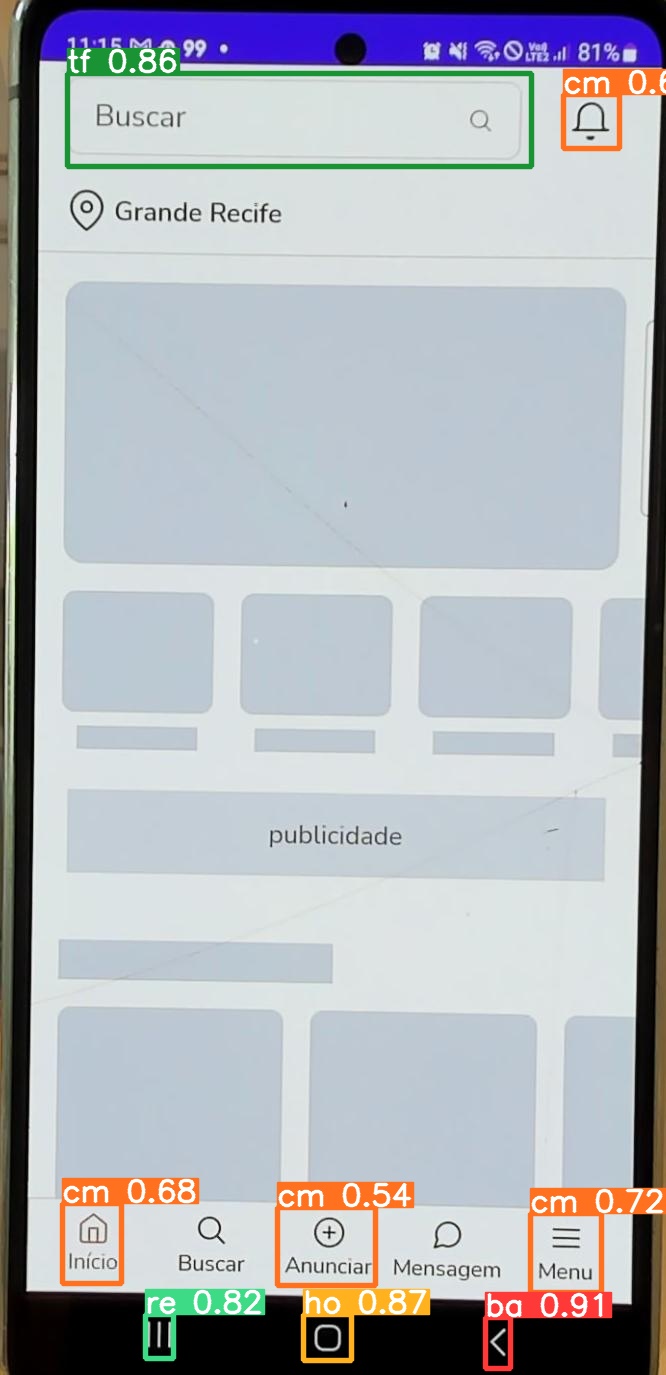 11:15 99
81%
tf 0.86
cm 0.6
Buscar
Grande Recife
publicidade
cm 0.68
cm 0.54
cm 0.72
Início
Buscar
Anunciar
Mensagem
Menu
re 0.82
ho 0.87
ba 0.91